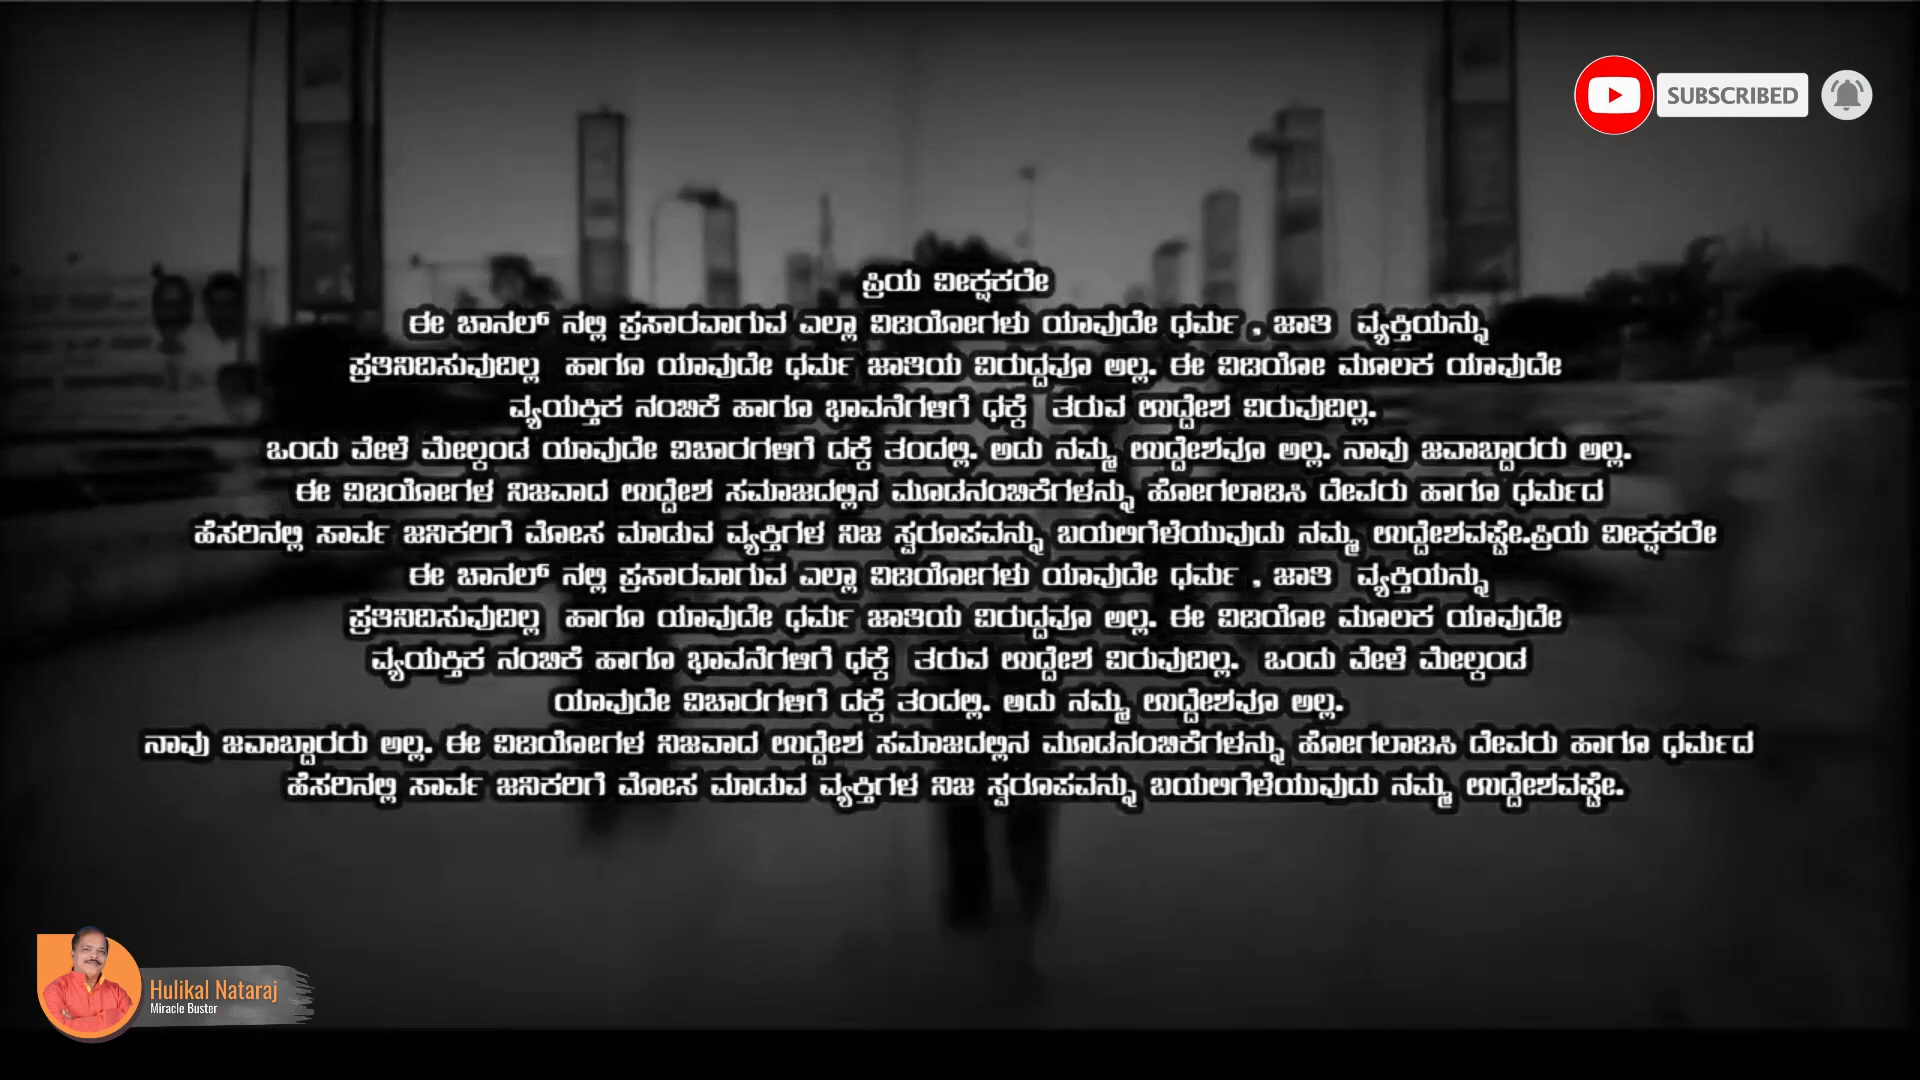 SUBSCRIBED
ಪ್ರಿಯ ವೀಕ್ಷಕರೇ
ಈ ಚಾನಲ್ ನಲ್ಲಿ ಪ್ರಸಾರವಾಗುವ ಎಲ್ಲಾ ವಿಡಿಯೋಗಳು ಯಾವುದೇ ಧರ್ಮ , ಜಾತಿ ವ್ಯಕ್ತಿಯನ್ನು
ಪ್ರತಿನಿದಿಸುವುದಿಲ್ಲ ಹಾಗೂ ಯಾವುದೇ ಧರ್ಮ ಜಾತಿಯ ವಿರುದ್ದವೂ ಅಲ್ಲ. ಈ ವಿಡಿಯೋ ಮೂಲಕ ಯಾವುದೇ
ವ್ಯಯಕ್ತಿಕ ನಂಬಿಕೆ ಹಾಗೂ ಭಾವನೆಗಳಿಗೆ ಧಕ್ಕೆ ತರುವ ಉದ್ದೇಶ ವಿರುವುದಿಲ್ಲ.
ಒಂದು ವೇಳೆ ಮೇಲ್ಕಂಡ ಯಾವುದೇ ವಿಚಾರಗಳಿಗೆ ದಕ್ಕೆ ತಂದಲ್ಲಿ. ಅದು ನಮ್ಮ ಉದ್ದೇಶವೂ ಅಲ್ಲ. ನಾವು ಜವಾಬ್ದಾರರು ಅಲ್ಲ.
ಈ ವಿಡಿಯೋಗಳ ನಿಜವಾದ ಉದ್ದೇಶ ಸಮಾಜದಲ್ಲಿನ ಮೂಡನಂಬಿಕೆಗಳನ್ನು ಹೋಗಲಾಡಿಸಿ ದೇವರು ಹಾಗೂ ಧರ್ಮದ
ಹೆಸರಿನಲ್ಲಿ ಸಾರ್ವ ಜನಿಕರಿಗೆ ಮೋಸ ಮಾಡುವ ವ್ಯಕ್ತಿಗಳ ನಿಜ ಸ್ವರೂಪವನ್ನು ಬಯಲಿಗೆಳೆಯುವುದು ನಮ್ಮ ಉದ್ದೇಶವಷ್ಟೇ.ಪ್ರಿಯ ವೀಕ್ಷಕರೇ
ಈ ಚಾನಲ್ ನಲ್ಲಿ ಪ್ರಸಾರವಾಗುವ ಎಲ್ಲಾ ವಿಡಿಯೋಗಳು ಯಾವುದೇ ಧರ್ಮ , ಜಾತಿ ವ್ಯಕ್ತಿಯನ್ನು
ಪ್ರತಿನಿದಿಸುವುದಿಲ್ಲ ಹಾಗೂ ಯಾವುದೇ ಧರ್ಮ ಜಾತಿಯ ವಿರುದ್ದವೂ ಅಲ್ಲ. ಈ ವಿಡಿಯೋ ಮೂಲಕ ಯಾವುದೇ
ವ್ಯಯಕ್ತಿಕ ನಂಬಿಕೆ ಹಾಗೂ ಭಾವನೆಗಳಿಗೆ ಧಕ್ಕೆ ತರುವ ಉದ್ದೇಶ ವಿರುವುದಿಲ್ಲ. ಒಂದು ವೇಳೆ ಮೇಲ್ಕಂಡ
ಯಾವುದೇ ವಿಚಾರಗಳಿಗೆ ದಕ್ಕೆ ತಂದಲ್ಲಿ. ಅದು ನಮ್ಮ ಉದ್ದೇಶವೂ ಅಲ್ಲ.
ನಾವು ಜವಾಬ್ದಾರರು ಅಲ್ಲ. ಈ ವಿಡಿಯೋಗಳ ನಿಜವಾದ ಉದ್ದೇಶ ಸಮಾಜದಲ್ಲಿನ ಮೂಡನಂಬಿಕೆಗಳನ್ನು ಹೋಗಲಾಡಿಸಿ ದೇವರು ಹಾಗೂ ಧರ್ಮದ
ಹೆಸರಿನಲ್ಲಿ ಸಾರ್ವ ಜನಿಕರಿಗೆ ಮೋಸ ಮಾಡುವ ವ್ಯಕ್ತಿಗಳ ನಿಜ ಸ್ವರೂಪವನ್ನು ಬಯಲಿಗೆಳೆಯುವುದು ನಮ್ಮ ಉದ್ದೇಶವಷ್ಟೇ.
Hulikal Nataraj
Miracle Buster